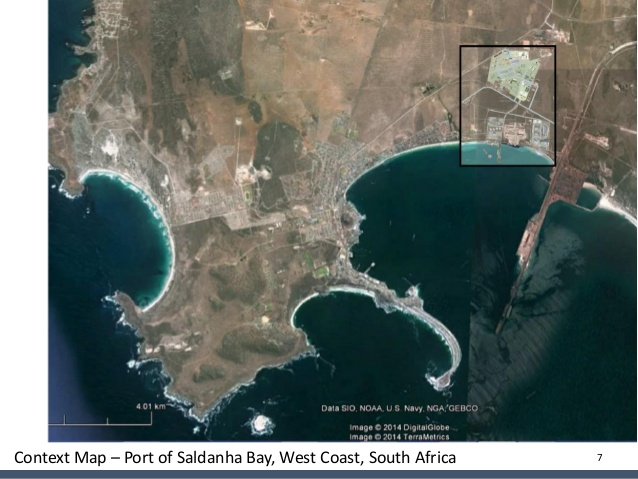 4.01 km
Data SIO, NOAA, U.S. Navy, NGA, GEBCO
Image © 2014 DigitalGlobe
Image © 2014 TerraMetrics
Context Map – Port of Saldanha Bay, West Coast, South Africa
7